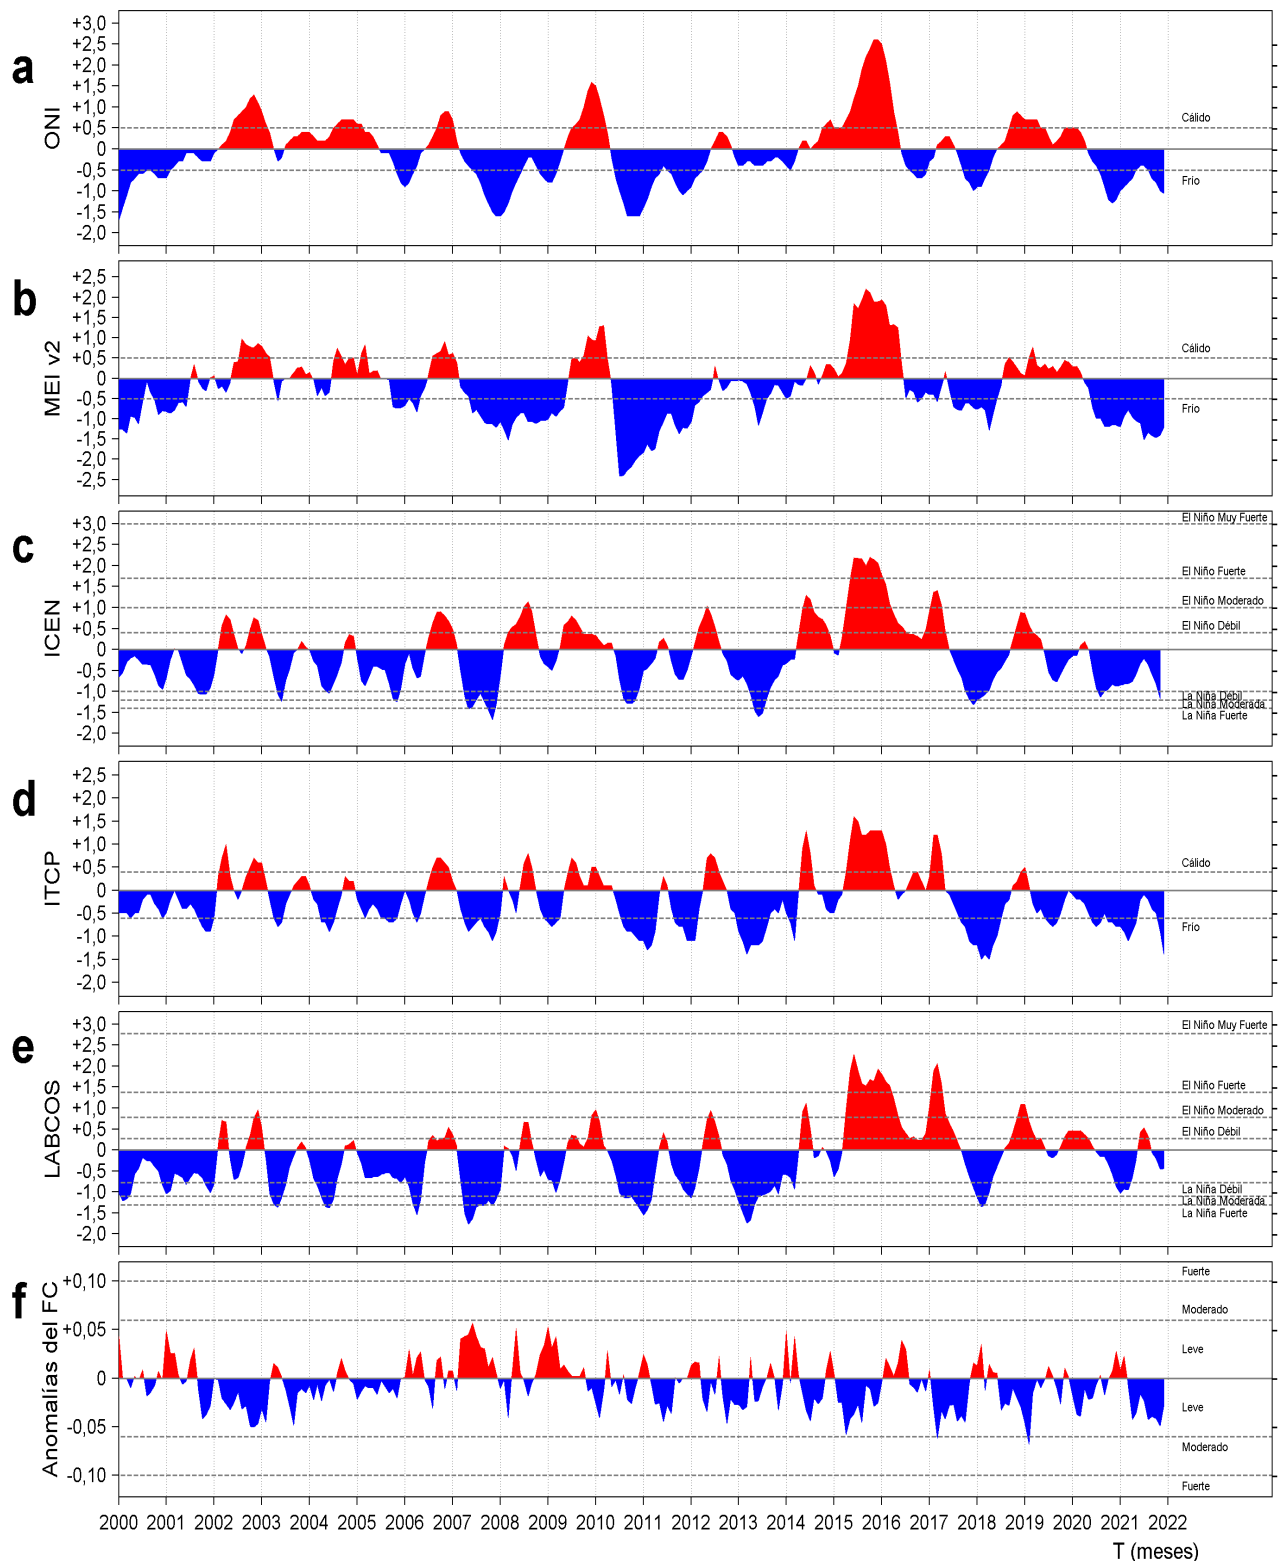 a
ONI
+3,0
+2,5
+2,0
+1,5
+1,0
+0,5
0
-0,5
-1,0
-1,5
-2,0
Cálido
Frío
b
MEI v2
+2,5
+2,0
+1,5
+1,0
+0,5
0
-0,5
-1,0
-1,5
-2,0
-2,5
Cálido
Frío
c
ICEN
+3,0
+2,5
+2,0
+1,5
+1,0
+0,5
0
-0,5
-1,0
-1,5
-2,0
El Niño Muy Fuerte
El Niño Fuerte
El Niño Moderado
El Niño Débil
La Niña Débil
La Niña Moderada
La Niña Fuerte
d
ITCP
+2,5
+2,0
+1,5
+1,0
+0,5
0
-0,5
-1,0
-1,5
-2,0
Cálido
Frío
e
LABCOS
+3,0
+2,5
+2,0
+1,5
+1,0
+0,5
0
-0,5
-1,0
-1,5
-2,0
El Niño Muy Fuerte
El Niño Fuerte
El Niño Moderado
El Niño Débil
La Niña Débil
La Niña Moderada
La Niña Fuerte
f
Anomalías del FC
+0,10
+0,05
0
-0,05
-0,10
Fuerte
Moderado
Leve
Leve
Moderado
Fuerte
2000 2001 2002 2003 2004 2005 2006 2007 2008 2009 2010 2011 2012 2013 2014 2015 2016 2017 2018 2019 2020 2021 2022
T (meses)